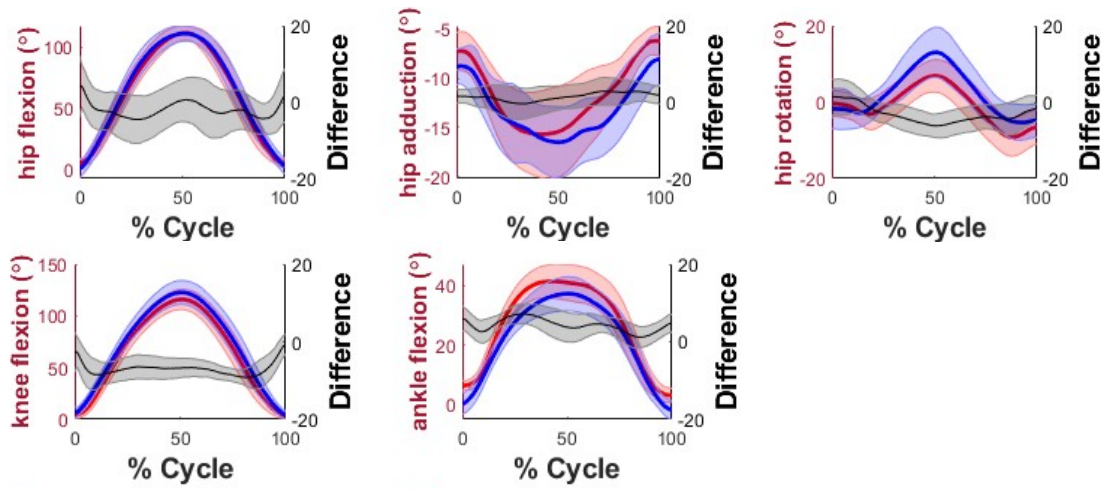 hip flexion (°)
100
50
0
20
0
-20
Difference
0 50 100
% Cycle
hip adduction (°)
-5
-10
-15
-20
20
0
-20
Difference
0 50 100
% Cycle
hip rotation (°)
20
0
-20
20
0
-20
Difference
0 50 100
% Cycle
knee flexion (°)
150
100
50
0
20
0
-20
Difference
0 50 100
% Cycle
ankle flexion (°)
40
20
0
20
0
-20
Difference
0 50 100
% Cycle